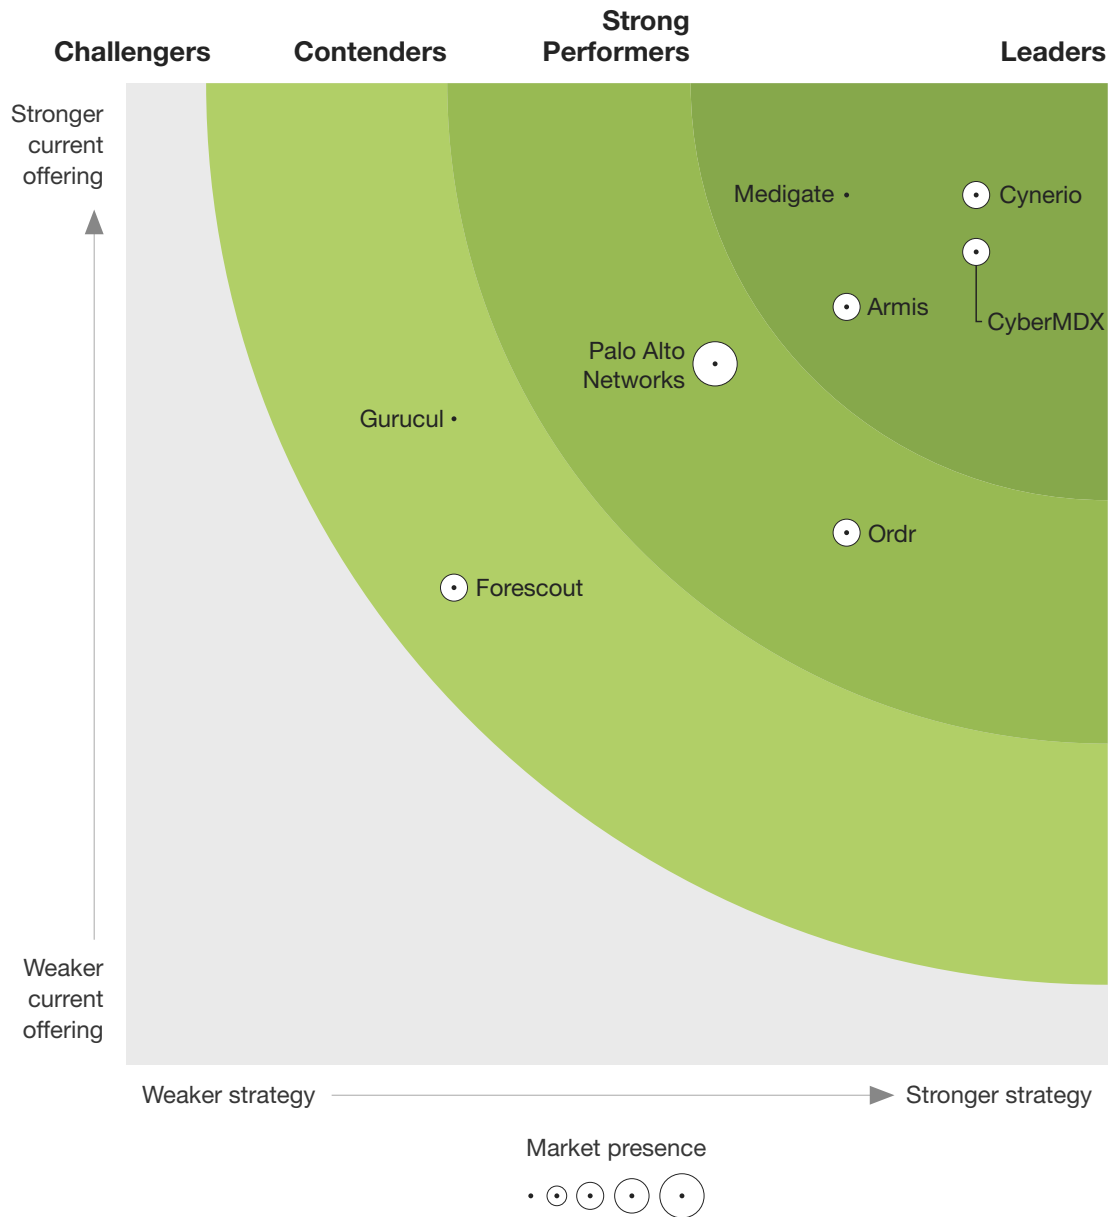 Challengers
Contenders
Strong
Performers
Leaders
Stronger
current
offering
Medigate
Cynerio
Armis
CyberMDX
Palo Alto
Networks
Gurucul
Ordr
Forescout
Weaker
current
offering
Weaker strategy
Stronger strategy
Market presence